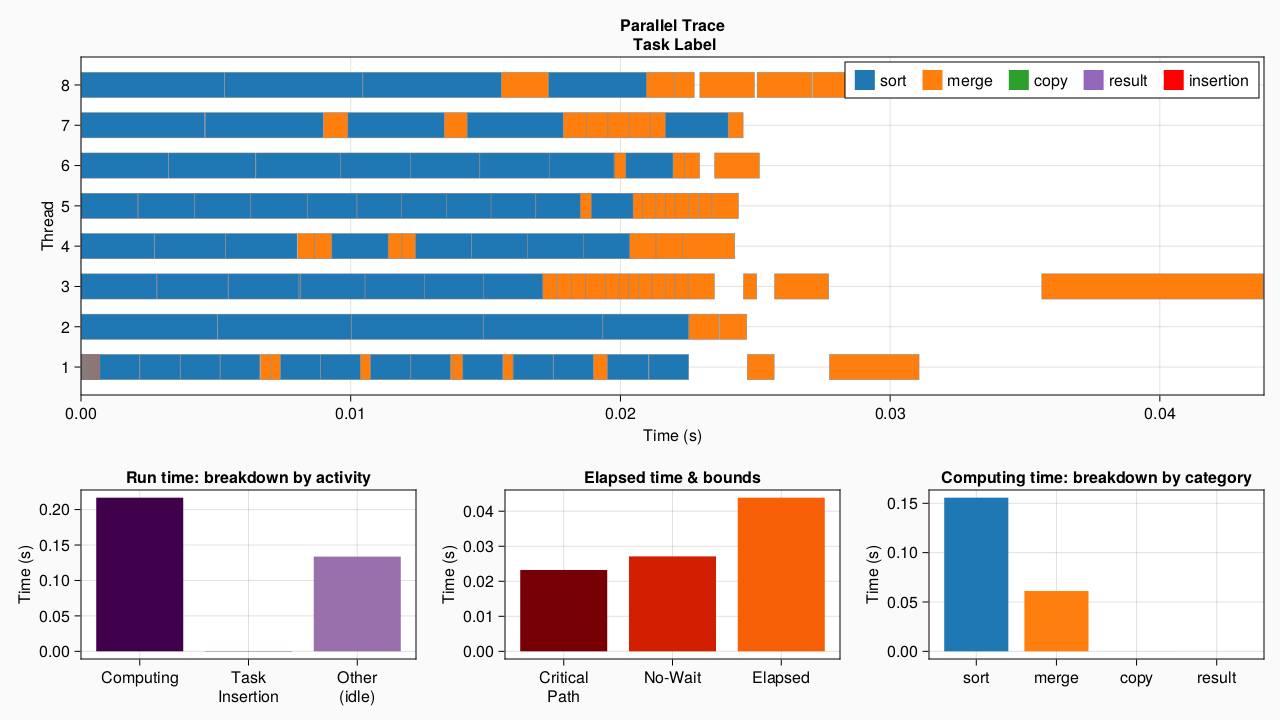 Parallel Trace
Task Label
sort merge copy result insertion
8
7
6
5
4
3
2
1
Thread
0.00 0.01 0.02 0.03 0.04
Time (s)
Run time: breakdown by activity
0.20
0.15
0.10
0.05
0.00
Time (s)
Computing Task Insertion Other (idle)
Elapsed time & bounds
0.04
0.03
0.02
0.01
0.00
Time (s)
Critical Path No-Wait Elapsed
Computing time: breakdown by category
0.15
0.10
0.05
0.00
Time (s)
sort merge copy result